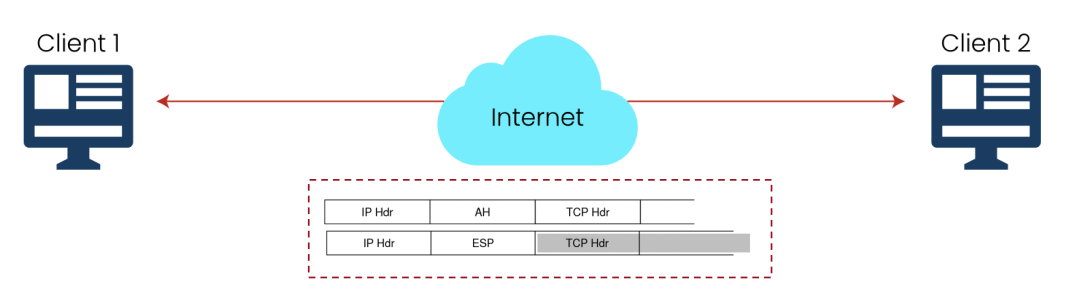 Client 1
Client 2
Internet
IP Hdr AH TCP Hdr
IP Hdr ESP TCP Hdr